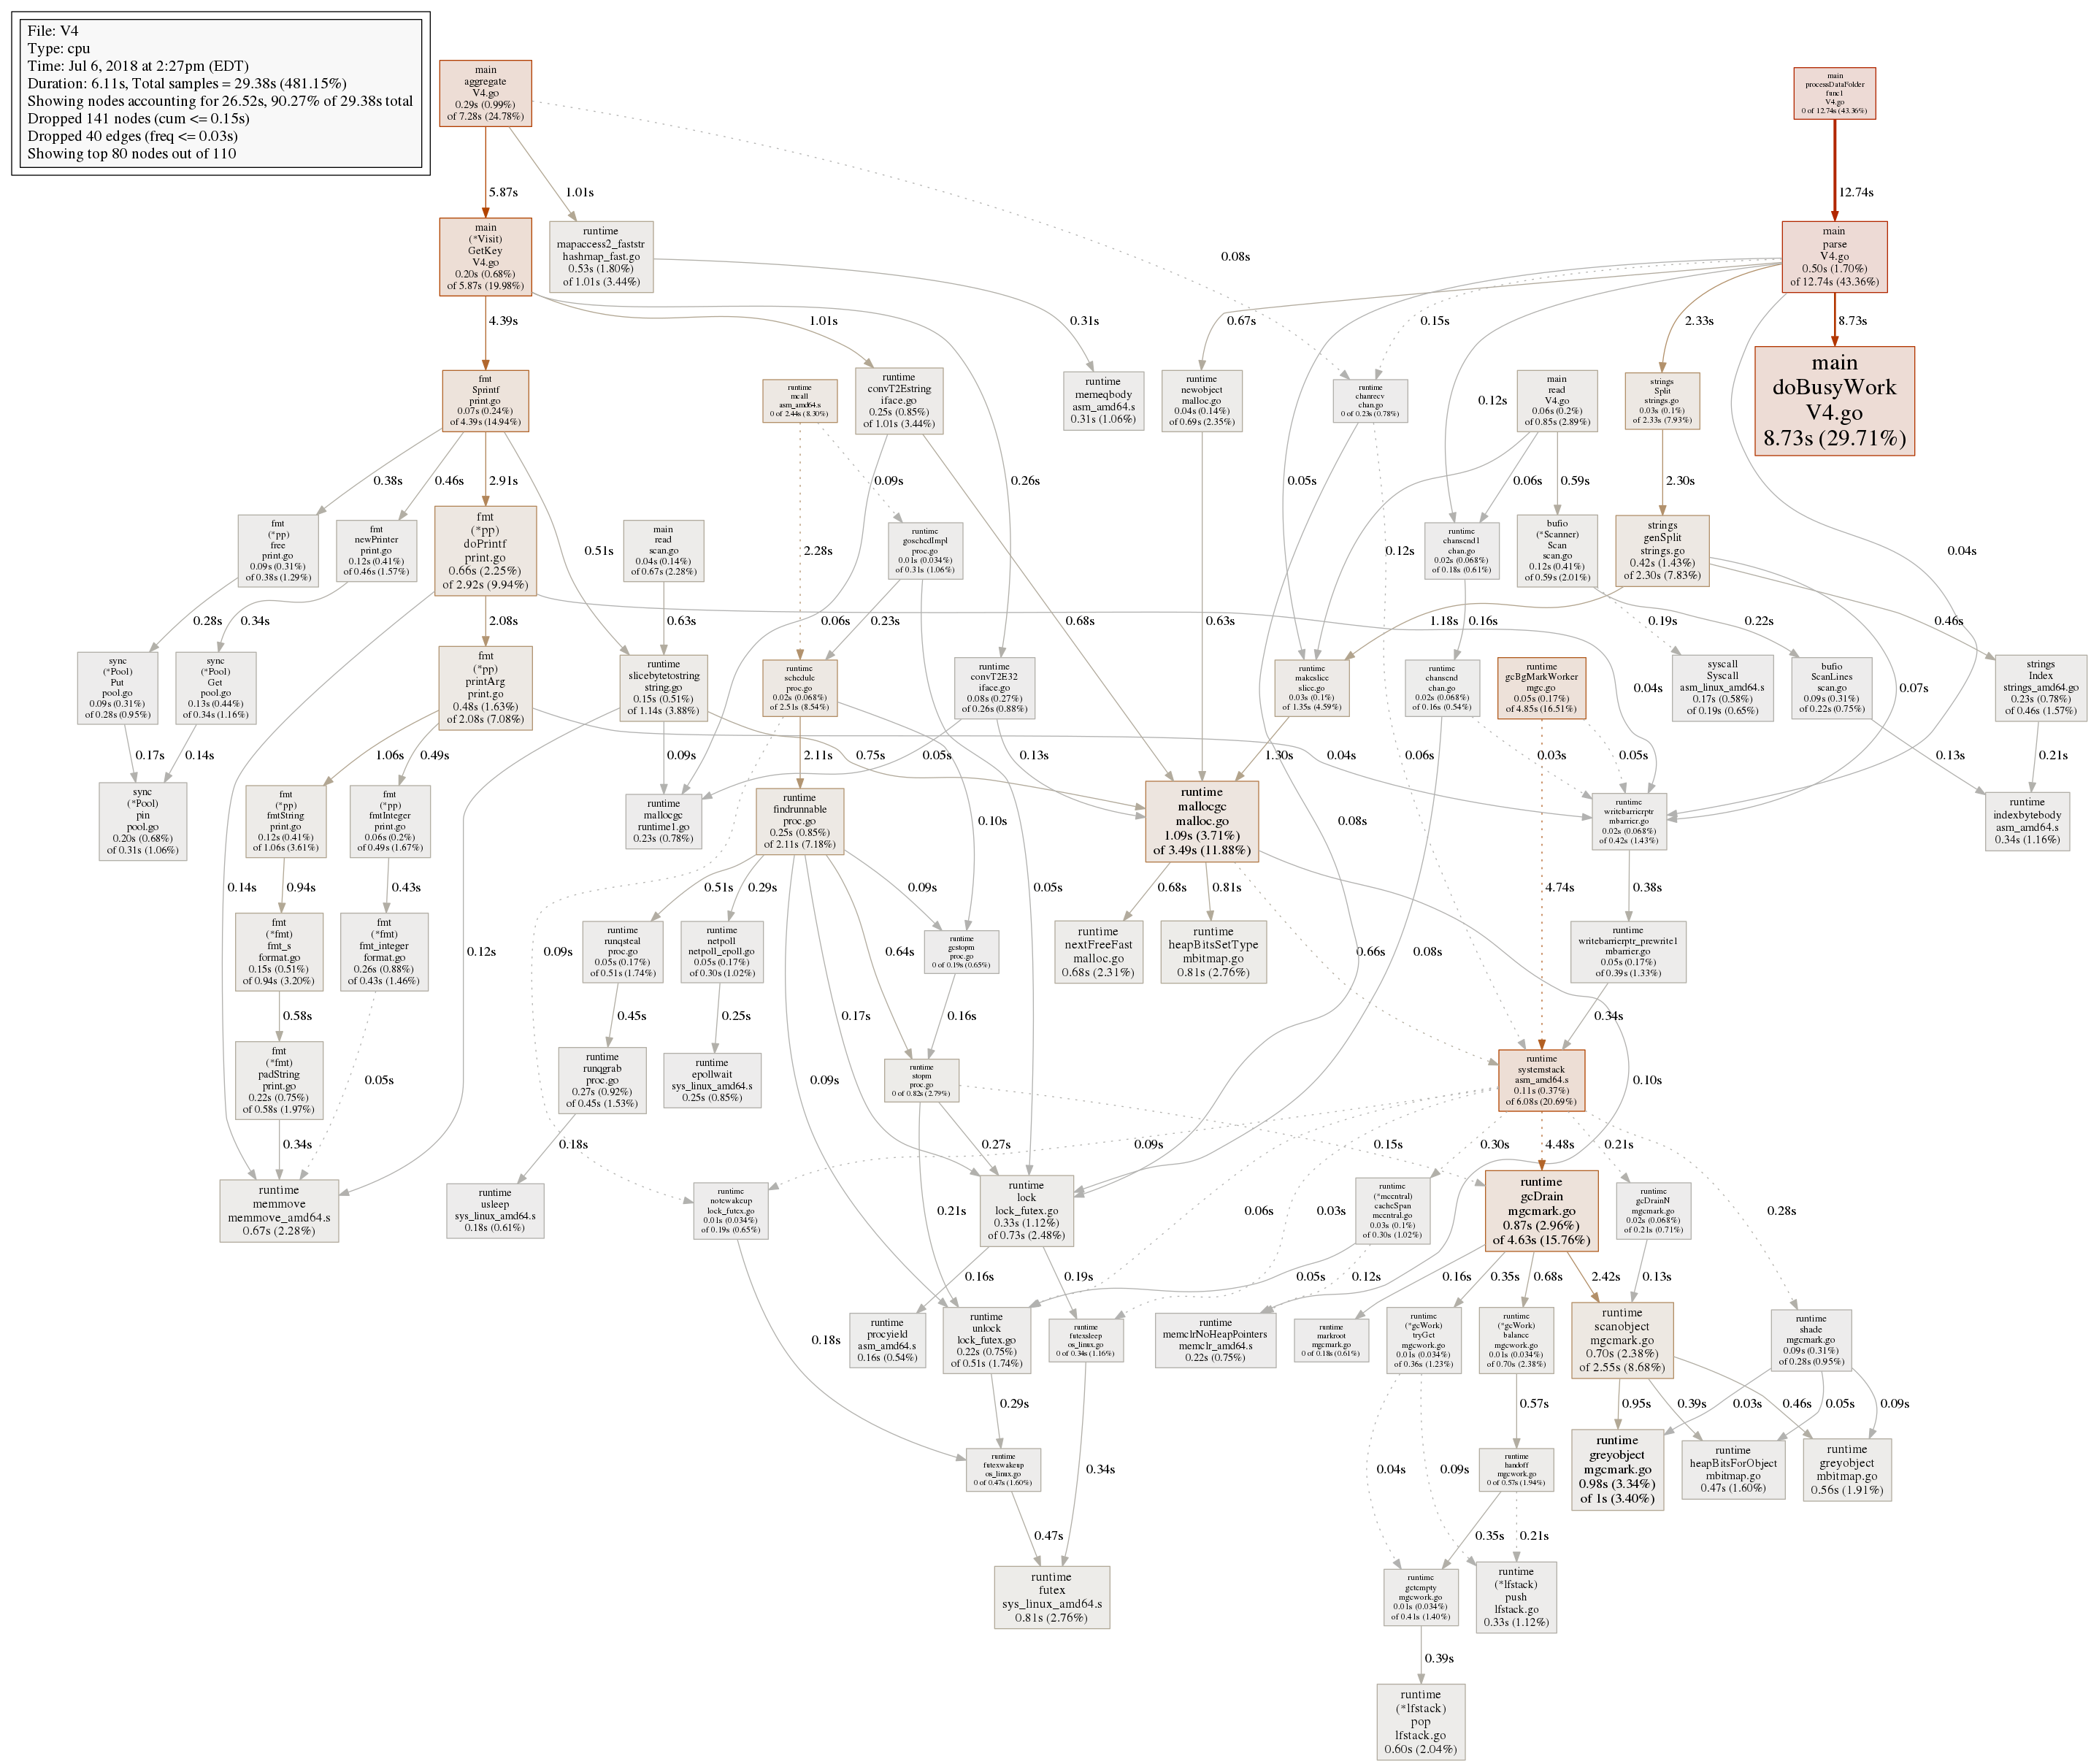 File: V4
Type: cpu
Time: Jul 6, 2018 at 2:27pm (EDT)
Duration: 6.11s, Total samples = 29.38s (481.15%)
Showing nodes accounting for 26.52s, 90.27% of 29.38s total
Dropped 141 nodes (cum <= 0.15s)
Dropped 40 edges (freq <= 0.03s)
Showing top 80 nodes out of 110
main
aggregate
V4.go
0.29s (0.99%)
of 7.28s (24.78%)
main
processDataFolder
func1
V4.go
0 of 12.74s (43.36%)
5.87s
1.01s
0.08s
12.74s
main
(*Visit)
GetKey
V4.go
0.20s (0.68%)
of 5.87s (19.98%)
runtime
mapaccess2_faststr
hashmap_fast.go
0.53s (1.80%)
of 1.01s (3.44%)
main
parse
V4.go
0.50s (1.70%)
of 12.74s (43.36%)
4.39s
1.01s
0.31s
0.67s
0.15s
2.33s
8.73s
fmt
Sprintf
print.go
0.07s (0.24%)
of 4.39s (14.94%)
runtime
mcall
asm_amd64.s
0 of 2.44s (8.30%)
runtime
convT2Estring
iface.go
0.25s (0.85%)
of 1.01s (3.44%)
runtime
memeqbody
asm_amd64.s
0.31s (1.06%)
runtime
newobject
malloc.go
0.04s (0.14%)
of 0.69s (2.35%)
runtime
chanrecv
chan.go
0 of 0.23s (0.78%)
0.12s
main
read
V4.go
0.06s (0.2%)
of 0.85s (2.89%)
strings
Split
strings.go
0.03s (0.1%)
of 2.33s (7.93%)
main
doBusyWork
V4.go
8.73s (29.71%)
0.38s
0.46s
2.91s
0.09s
0.26s
0.05s
0.06s
0.59s
2.30s
fmt
(*pp)
free
print.go
0.09s (0.31%)
of 0.38s (1.29%)
fmt
newPrinter
print.go
0.12s (0.41%)
of 0.46s (1.57%)
fmt
(*pp)
doPrintf
print.go
0.66s (2.25%)
of 2.92s (9.94%)
0.51s
main
read
scan.go
0.04s (0.14%)
of 0.67s (2.28%)
2.28s
runtime
goschedImpl
proc.go
0.01s (0.034%)
of 0.31s (1.06%)
0.12s
runtime
chansend1
chan.go
0.02s (0.068%)
of 0.18s (0.61%)
bufio
(*Scanner)
Scan
scan.go
0.12s (0.41%)
of 0.59s (2.01%)
strings
genSplit
strings.go
0.42s (1.43%)
of 2.30s (7.83%)
0.04s
0.28s
0.34s
2.08s
0.63s
0.06s
0.23s
0.68s
0.63s
1.18s
0.16s
0.19s
0.22s
0.46s
sync
(*Pool)
Put
pool.go
0.09s (0.31%)
of 0.28s (0.95%)
sync
(*Pool)
Get
pool.go
0.13s (0.44%)
of 0.34s (1.16%)
fmt
(*pp)
printArg
print.go
0.48s (1.63%)
of 2.08s (7.08%)
runtime
slicebytetostring
string.go
0.15s (0.51%)
of 1.14s (3.88%)
runtime
schedule
proc.go
0.02s (0.068%)
of 2.51s (8.54%)
runtime
convT2E32
iface.go
0.08s (0.27%)
of 0.26s (0.88%)
runtime
makeslice
slice.go
0.03s (0.1%)
of 1.35s (4.59%)
runtime
chansend
chan.go
0.02s (0.068%)
of 0.16s (0.54%)
runtime
gcBgMarkWorker
mgc.go
0.05s (0.17%)
of 4.85s (16.51%)
0.04s
syscall
Syscall
asm_linux_amd64.s
0.17s (0.58%)
of 0.19s (0.65%)
bufio
ScanLines
scan.go
0.09s (0.31%)
of 0.22s (0.75%)
0.07s
strings
Index
strings_amd64.go
0.23s (0.78%)
of 0.46s (1.57%)
0.17s
0.14s
1.06s
0.49s
0.09s
2.11s
0.75s
0.05s
0.13s
1.30s
0.04s
0.06s
0.03s
0.05s
0.13s
0.21s
sync
(*Pool)
pin
pool.go
0.20s (0.68%)
of 0.31s (1.06%)
fmt
(*pp)
fmtString
print.go
0.12s (0.41%)
of 1.06s (3.61%)
fmt
(*pp)
fmtInteger
print.go
0.06s (0.2%)
of 0.49s (1.67%)
runtime
mallocgc
runtime1.go
0.23s (0.78%)
runtime
findrunnable
proc.go
0.25s (0.85%)
of 2.11s (7.18%)
0.10s
runtime
mallocgc
malloc.go
1.09s (3.71%)
of 3.49s (11.88%)
0.08s
runtime
writebarrierptr
mbarrier.go
0.02s (0.068%)
of 0.42s (1.43%)
runtime
indexbytebody
asm_amd64.s
0.34s (1.16%)
0.14s
0.94s
0.43s
0.51s
0.29s
0.09s
0.05s
0.68s
0.81s
4.74s
0.38s
fmt
(*fmt)
fmt_s
format.go
0.15s (0.51%)
of 0.94s (3.20%)
fmt
(*fmt)
fmt_integer
format.go
0.26s (0.88%)
of 0.43s (1.46%)
0.12s
0.09s
runtime
runqsteal
proc.go
0.05s (0.17%)
of 0.51s (1.74%)
runtime
netpoll
netpoll_epoll.go
0.05s (0.17%)
of 0.30s (1.02%)
0.64s
runtime
gcstopm
proc.go
0 of 0.19s (0.65%)
runtime
nextFreeFast
malloc.go
0.68s (2.31%)
runtime
heapBitsSetType
mbitmap.go
0.81s (2.76%)
0.66s
0.08s
runtime
writebarrierptr_prewrite1
mbarrier.go
0.05s (0.17%)
of 0.39s (1.33%)
0.58s
0.45s
0.25s
0.17s
0.16s
0.34s
fmt
(*fmt)
padString
print.go
0.22s (0.75%)
of 0.58s (1.97%)
0.05s
runtime
runqgrab
proc.go
0.27s (0.92%)
of 0.45s (1.53%)
runtime
epollwait
sys_linux_amd64.s
0.25s (0.85%)
0.09s
runtime
stopm
proc.go
0 of 0.82s (2.79%)
runtime
systemstack
asm_amd64.s
0.11s (0.37%)
of 6.08s (20.69%)
0.10s
0.34s
0.18s
0.27s
0.09s
0.15s
0.30s
4.48s
0.21s
runtime
memmove
memmove_amd64.s
0.67s (2.28%)
runtime
usleep
sys_linux_amd64.s
0.18s (0.61%)
runtime
notewakeup
lock_futex.go
0.01s (0.034%)
of 0.19s (0.65%)
0.21s
runtime
lock
lock_futex.go
0.33s (1.12%)
of 0.73s (2.48%)
0.06s
0.03s
runtime
(*mcentral)
cacheSpan
mcentral.go
0.03s (0.1%)
of 0.30s (1.02%)
runtime
gcDrain
mgcmark.go
0.87s (2.96%)
of 4.63s (15.76%)
runtime
gcDrainN
mgcmark.go
0.02s (0.068%)
of 0.21s (0.71%)
0.28s
0.16s
0.19s
0.05s
0.12s
0.16s
0.35s
0.68s
2.42s
0.13s
0.18s
runtime
procyield
asm_amd64.s
0.16s (0.54%)
runtime
unlock
lock_futex.go
0.22s (0.75%)
of 0.51s (1.74%)
runtime
futexsleep
os_linux.go
0 of 0.34s (1.16%)
runtime
memclrNoHeapPointers
memclr_amd64.s
0.22s (0.75%)
runtime
markroot
mgcmark.go
0 of 0.18s (0.61%)
runtime
(*gcWork)
tryGet
mgcwork.go
0.01s (0.034%)
of 0.36s (1.23%)
runtime
(*gcWork)
balance
mgcwork.go
0.01s (0.034%)
of 0.70s (2.38%)
runtime
scanobject
mgcmark.go
0.70s (2.38%)
of 2.55s (8.68%)
runtime
shade
mgcmark.go
0.09s (0.31%)
of 0.28s (0.95%)
0.29s
0.57s
0.95s
0.39s
0.03s
0.46s
0.05s
0.09s
runtime
futexwakeup
os_linux.go
0 of 0.47s (1.60%)
0.34s
0.04s
0.09s
runtime
handoff
mgcwork.go
0 of 0.57s (1.94%)
runtime
greyobject
mgcmark.go
0.98s (3.34%)
of 1s (3.40%)
runtime
heapBitsForObject
mbitmap.go
0.47s (1.60%)
runtime
greyobject
mbitmap.go
0.56s (1.91%)
0.47s
0.35s
0.21s
runtime
futex
sys_linux_amd64.s
0.81s (2.76%)
runtime
getempty
mgcwork.go
0.01s (0.034%)
of 0.41s (1.40%)
runtime
(*lfstack)
push
lfstack.go
0.33s (1.12%)
0.39s
runtime
(*lfstack)
pop
lfstack.go
0.60s (2.04%)